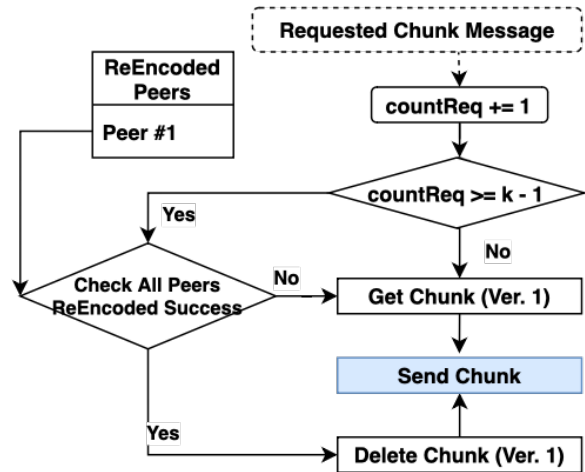 Requested Chunk Message
ReEncoded
Peers
Peer #1
countReq += 1
countReq >= k - 1
Yes
No
Check All Peers
ReEncoded Success
No
Get Chunk (Ver. 1)
Send Chunk
Yes
Delete Chunk (Ver. 1)